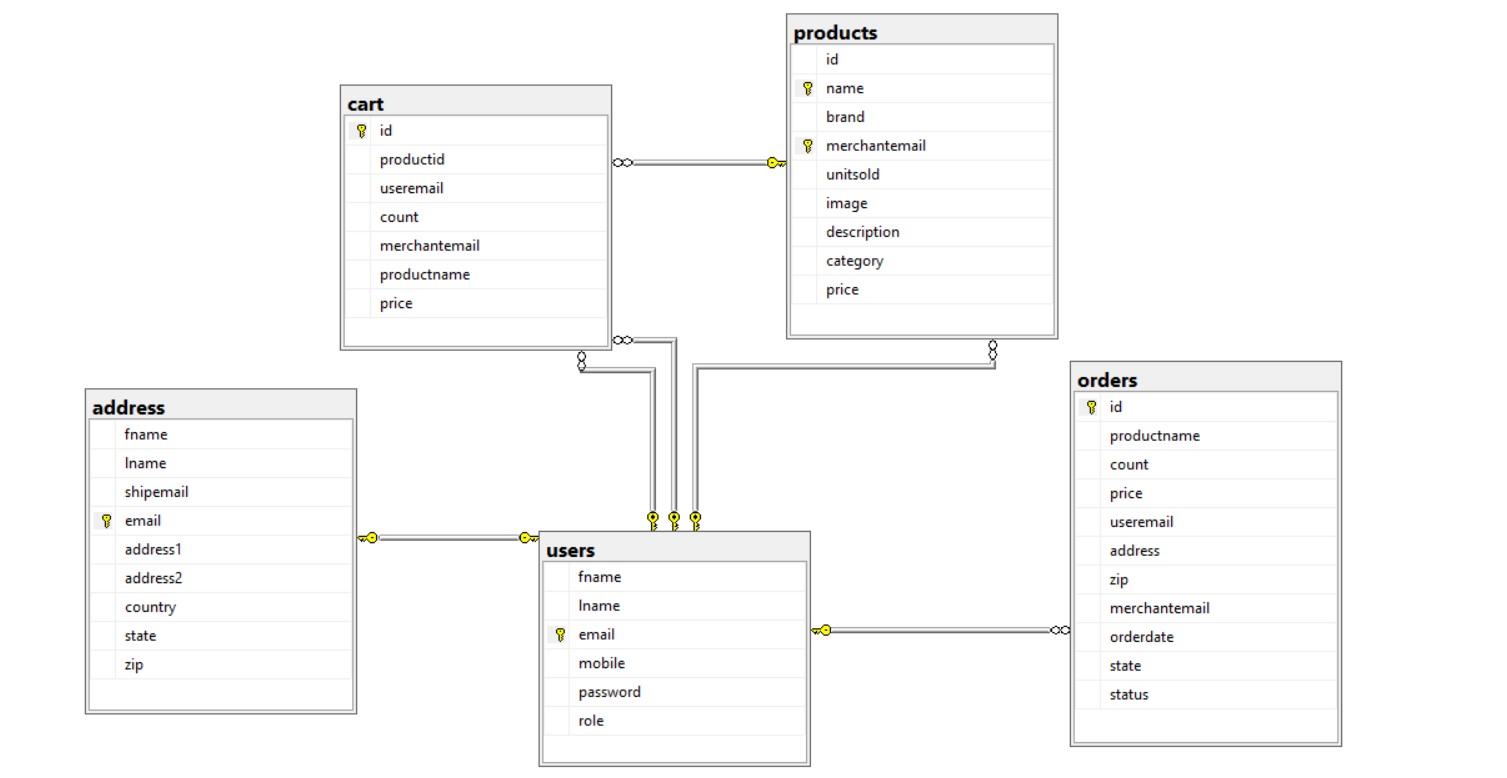 products
id
name
brand
merchantemail
unitsold
image
description
category
price
cart
id
productid
useremail
count
merchantemail
productname
price
address
fname
lname
shipemail
email
address1
address2
country
state
zip
users
fname
lname
email
mobile
password
role
orders
id
productname
count
price
useremail
address
zip
merchantemail
orderdate
state
status